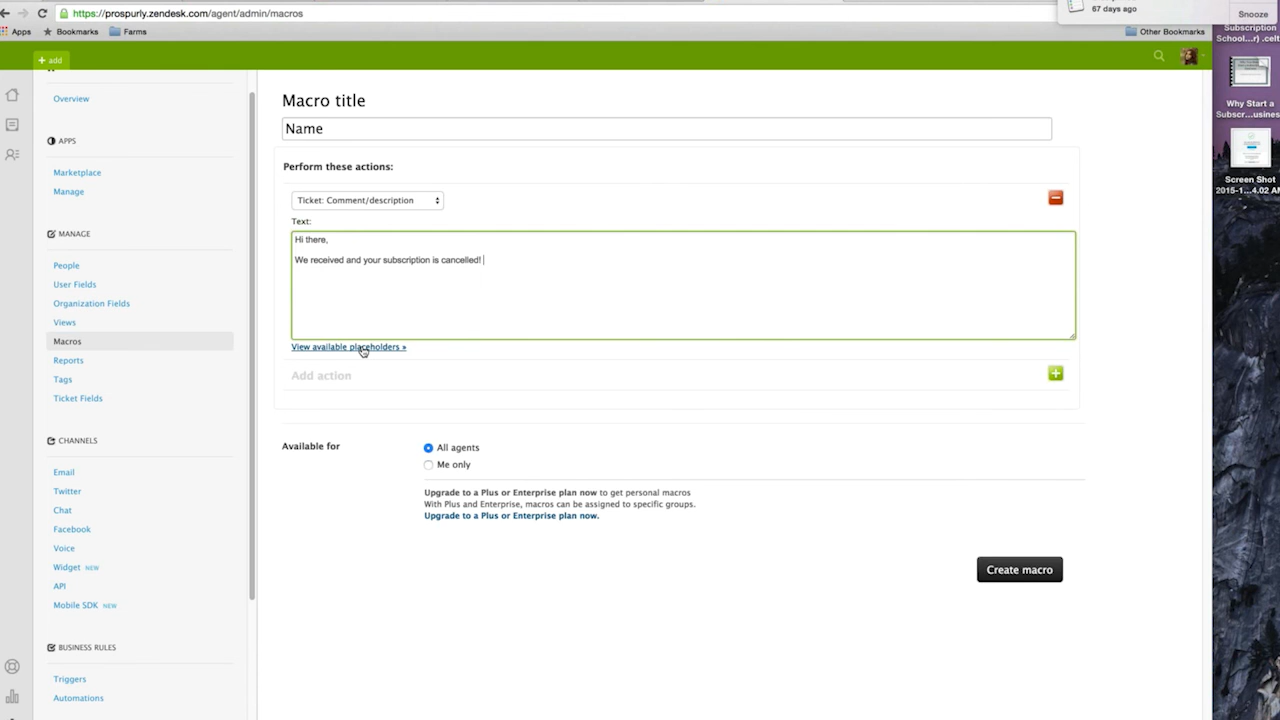 https://prospurly.zendesk.com/agent/admin/macros
67 days ago
Snooze
Apps
Bookmarks
Farms
Other Bookmarks
Subscription
School...r) .celt
add
Overview
APPS
Marketplace
Manage
MANAGE
People
User Fields
Organization Fields
Views
Macros
Reports
Tags
Ticket Fields
CHANNELS
Email
Twitter
Chat
Facebook
Voice
Widget NEW
API
Mobile SDK NEW
BUSINESS RULES
Triggers
Automations
Macro title
Name
Perform these actions:
Ticket: Comment/description
Text:
Hi there,
We received and your subscription is cancelled!
View available placeholders »
Add action
Available for
All agents
Me only
Upgrade to a Plus or Enterprise plan now to get personal macros
With Plus and Enterprise, macros can be assigned to specific groups.
Upgrade to a Plus or Enterprise plan now.
Create macro
Why Start a
Subscr...usines
Screen Shot
2015-1...4.02 AM